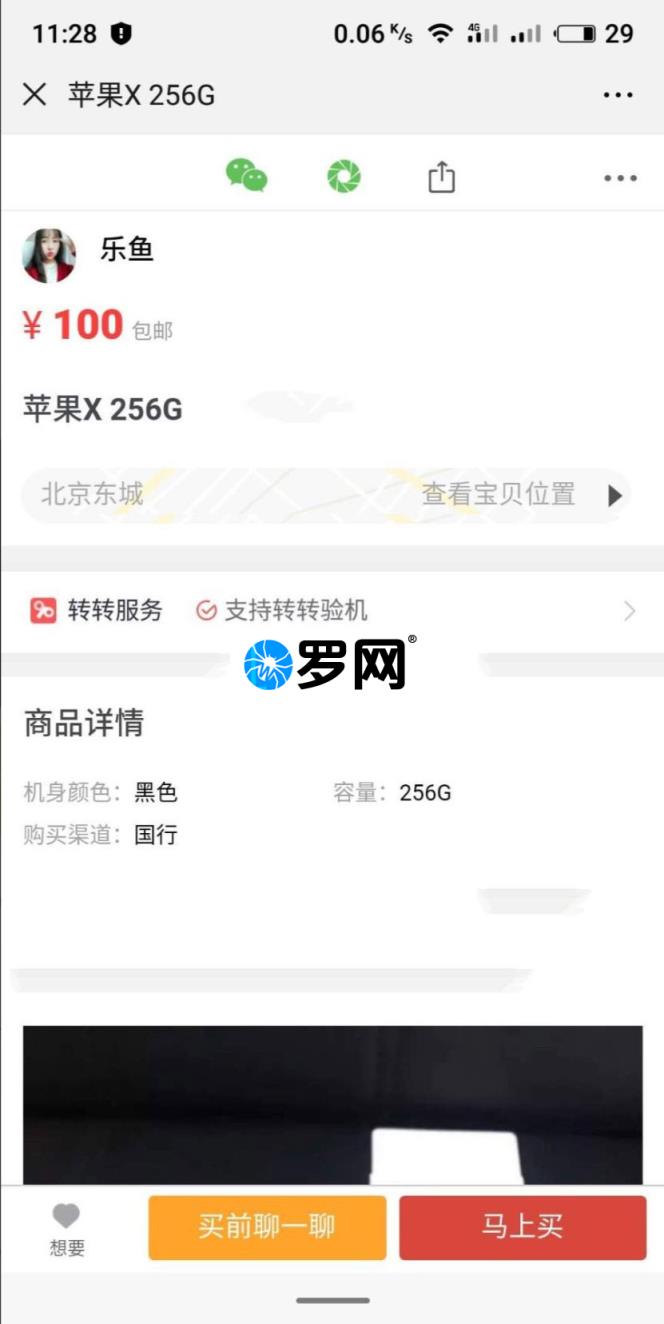 11:28 0.06 K/s 4G 29
苹果X 256G
乐鱼
¥ 100 包邮
苹果X 256G
北京东城 查看宝贝位置
转转服务 支持转转验机
罗网®
商品详情
机身颜色: 黑色 容量: 256G
购买渠道: 国行
想要 买前聊一聊 马上买